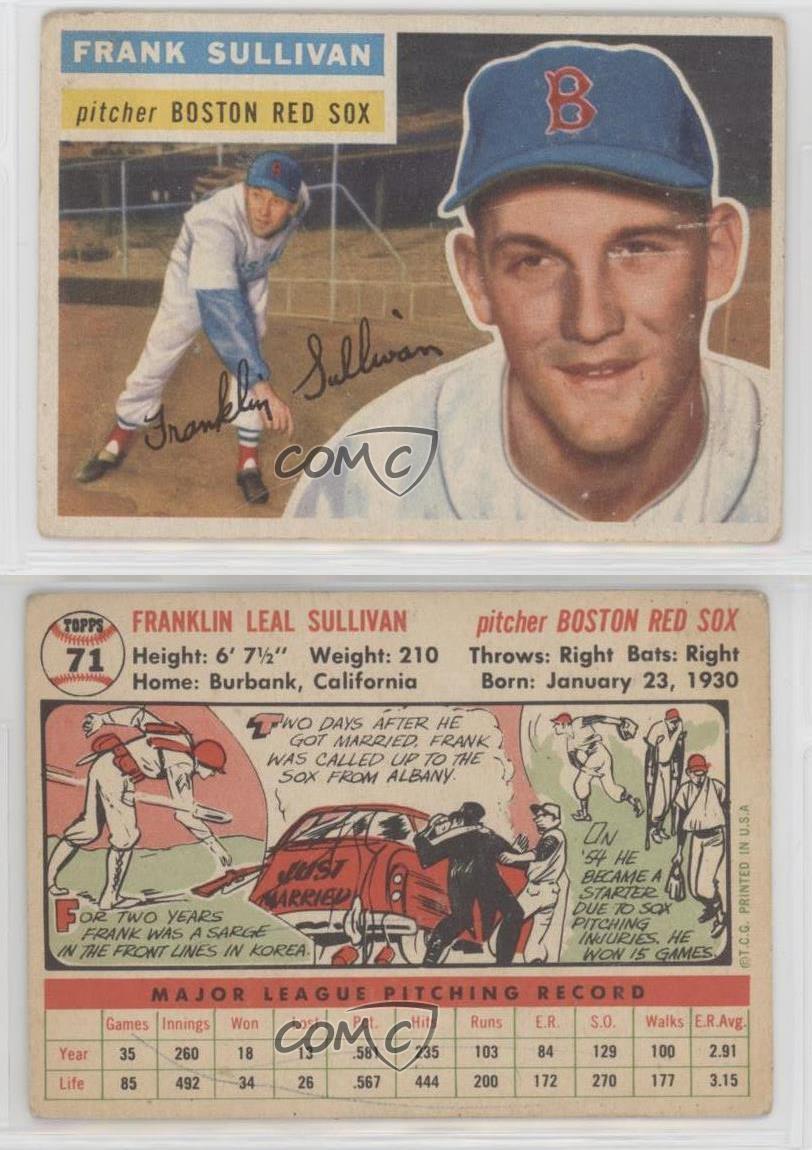 FRANK SULLIVAN
pitcher BOSTON RED SOX
B
Franklin Sullivan
COMC
TOPPS
71
FRANKLIN LEAL SULLIVAN pitcher BOSTON RED SOX
Height: 6' 7½" Weight: 210 Throws: Right Bats: Right
Home: Burbank, California Born: January 23, 1930
FOR TWO YEARS
FRANK WAS A SARGE
IN THE FRONT LINES IN KOREA.
TWO DAYS AFTER HE
GOT MARRIED, FRANK
WAS CALLED UP TO THE
SOX FROM ALBANY.
JUST
MARRIED
ON
'54 HE
BECAME A
STARTER
DUE TO SOX
PITCHING
INJURIES. HE
WON 15 GAMES.
©T.C.G. PRINTED IN U.S.A
MAJOR LEAGUE PITCHING RECORD
Games Innings Won Lost Pct. Hits Runs E.R. S.O. Walks E.R.Avg.
Year 35 260 18 13 .581 235 103 84 129 100 2.91
Life 85 492 34 26 .567 444 200 172 270 177 3.15
COMC